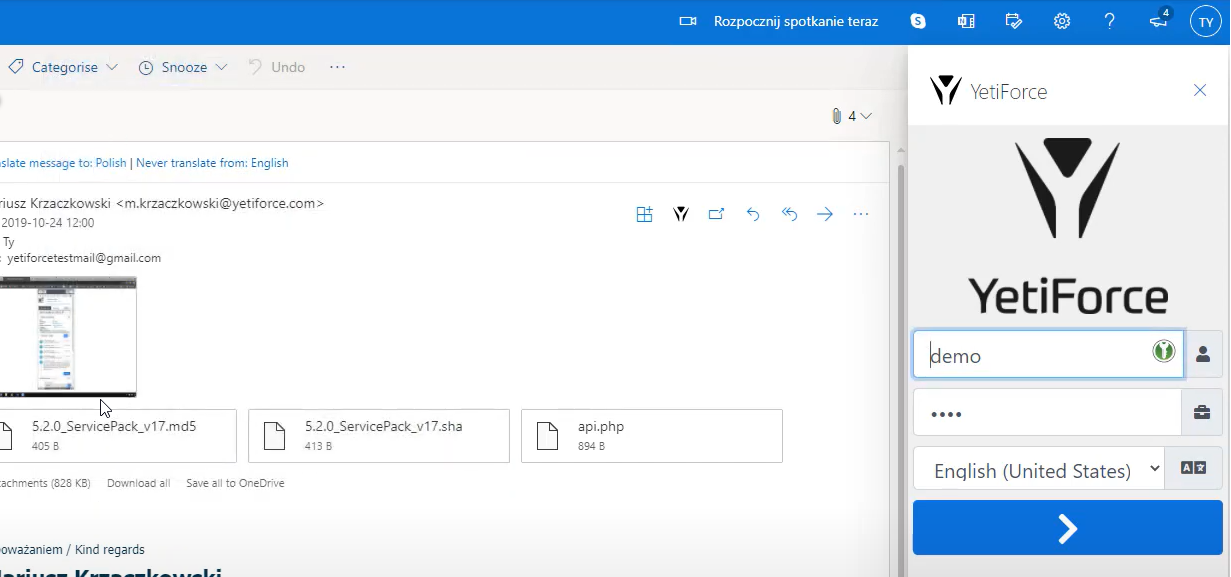 Rozpocznij spotkanie teraz
4
TY
Categorise
Snooze
Undo
YetiForce
4
slate message to: Polish | Never translate from: English
riusz Krzaczkowski <m.krzaczkowski@yetiforce.com>
2019-10-24 12:00
Ty
: yetiforcetestmail@gmail.com
YetiForce
demo
5.2.0_ServicePack_v17.md5
405 B
5.2.0_ServicePack_v17.sha
413 B
api.php
894 B
English (United States)
tachments (828 KB) Download all Save all to OneDrive
oważaniem / Kind regards
ariusz Krzaczkowski